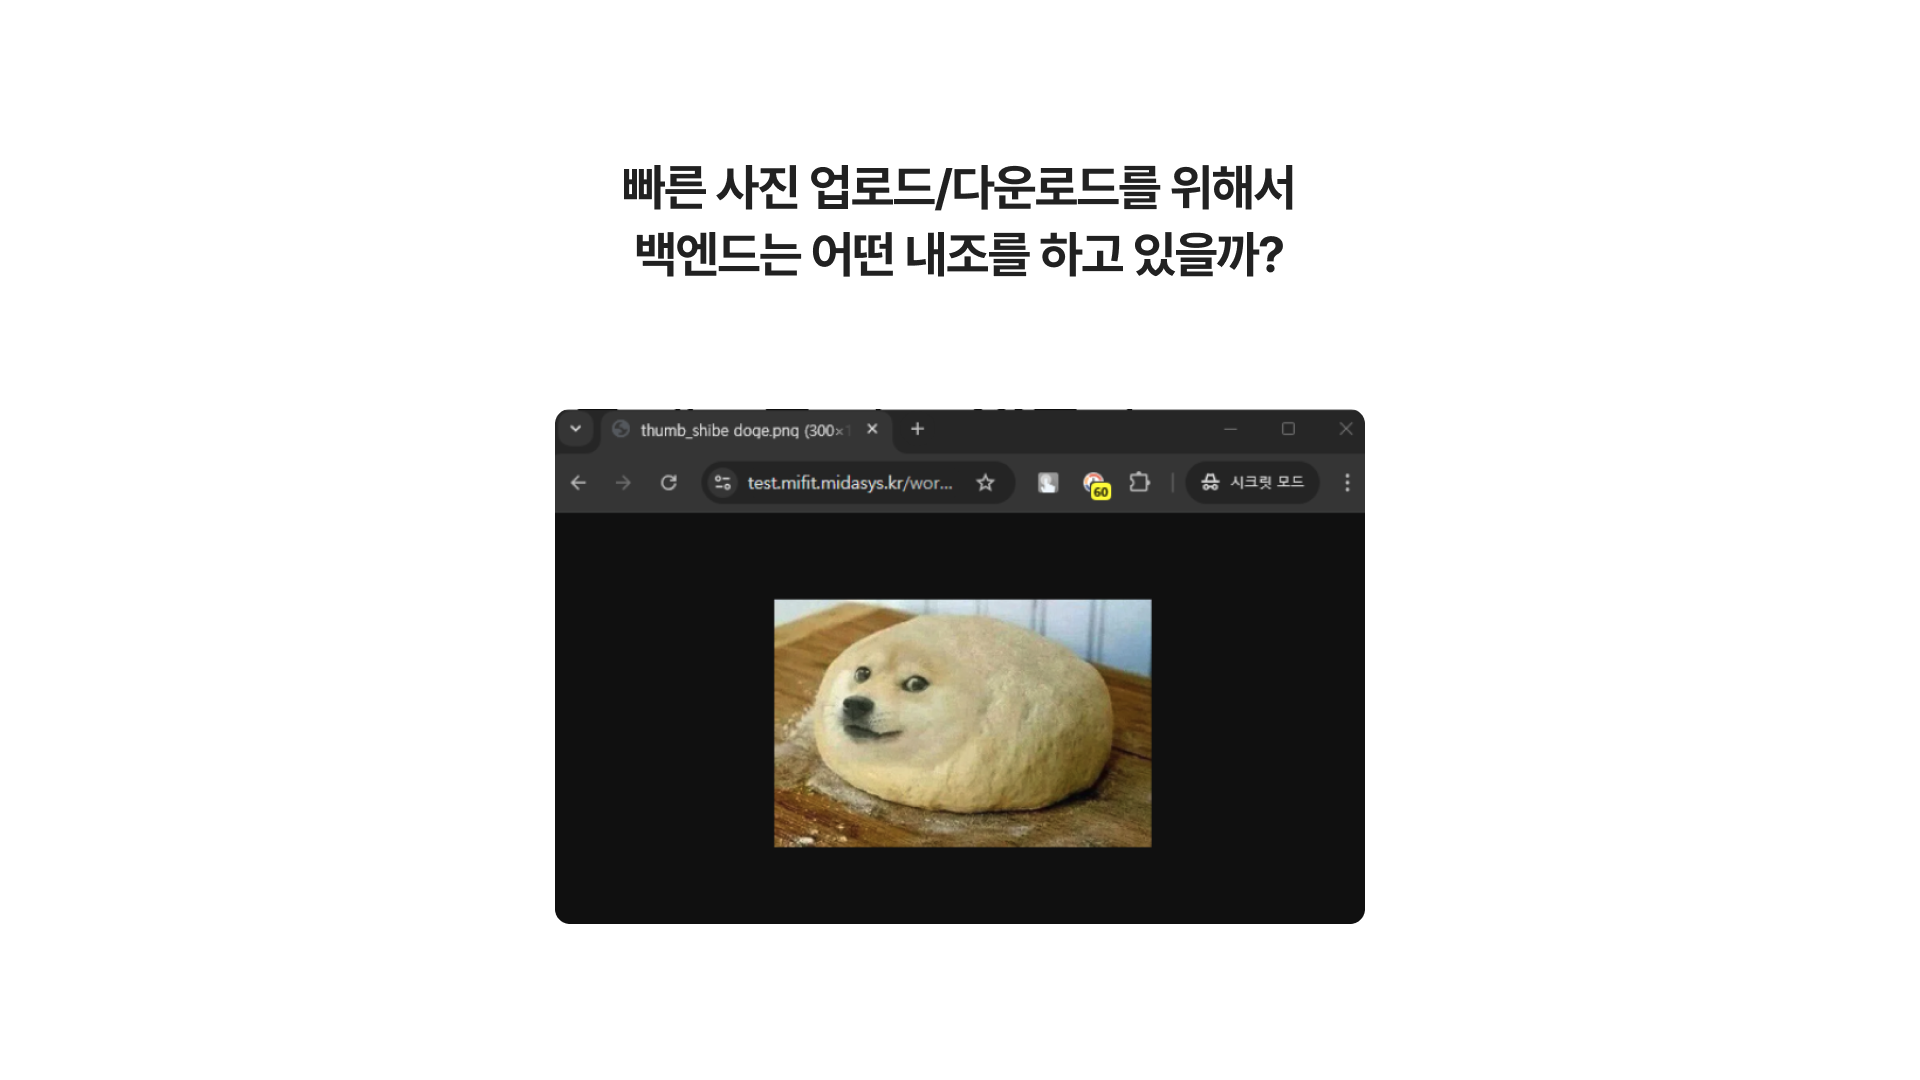 빠른 사진 업로드/다운로드를 위해서
백엔드는 어떤 내조를 하고 있을까?
thumb_shibe doge.png (300×1
test.mifit.midasys.kr/wor...
60
시크릿 모드